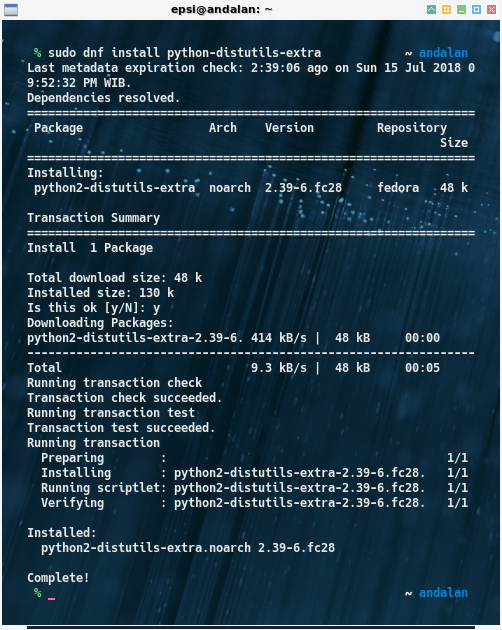 epsi@andalan: ~
% sudo dnf install python-distutils-extra ~ andalan
Last metadata expiration check: 2:39:06 ago on Sun 15 Jul 2018 0
9:52:32 PM WIB.
Dependencies resolved.
================================================================
Package Arch Version Repository
Size
================================================================
Installing:
python2-distutils-extra noarch 2.39-6.fc28 fedora 48 k

Transaction Summary
================================================================
Install 1 Package

Total download size: 48 k
Installed size: 130 k
Is this ok [y/N]: y
Downloading Packages:
python2-distutils-extra-2.39-6. 414 kB/s | 48 kB 00:00
----------------------------------------------------------------
Total 9.3 kB/s | 48 kB 00:05
Running transaction check
Transaction check succeeded.
Running transaction test
Transaction test succeeded.
Running transaction
Preparing : 1/1
Installing : python2-distutils-extra-2.39-6.fc28. 1/1
Running scriptlet: python2-distutils-extra-2.39-6.fc28. 1/1
Verifying : python2-distutils-extra-2.39-6.fc28. 1/1

Installed:
python2-distutils-extra.noarch 2.39-6.fc28

Complete!
% _ ~ andalan